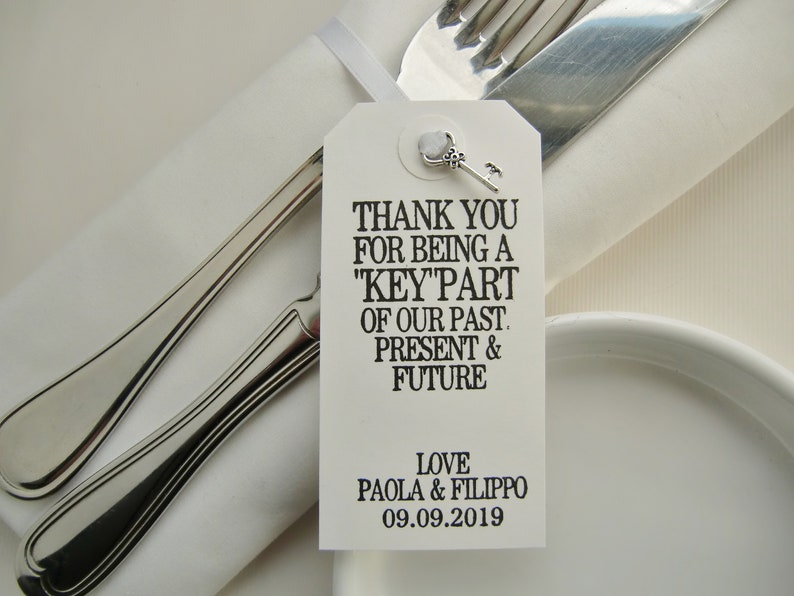 THANK YOU
FOR BEING A
"KEY" PART
OF OUR PAST,
PRESENT &
FUTURE
LOVE
PAOLA & FILIPPO
09.09.2019